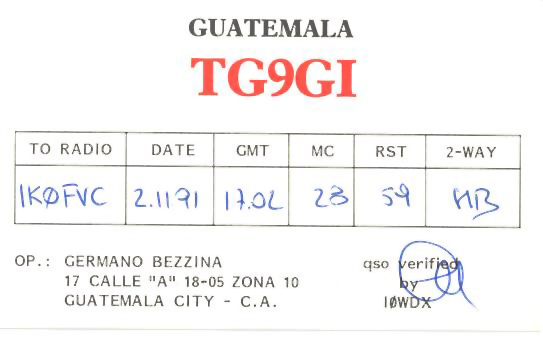 GUATEMALA
TG9GI
TO RADIO DATE GMT MC RST 2-WAY
IKØFVC 2.11.91 17.02 28 59
OP.: GERMANO BEZZINA
17 CALLE "A" 18-05 ZONA 10
GUATEMALA CITY - C.A.
qso verified
by
IØWDX